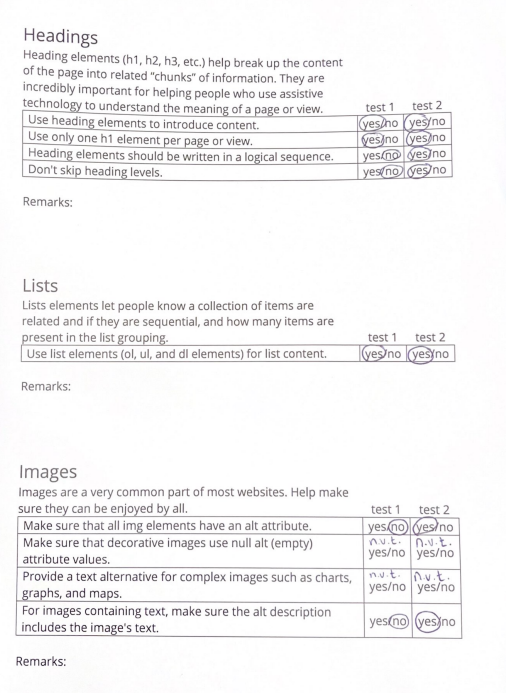 Headings
Heading elements (h1, h2, h3, etc.) help break up the content
of the page into related "chunks" of information. They are
incredibly important for helping people who use assistive
technology to understand the meaning of a page or view. test 1 test 2
Use heading elements to introduce content. yes/no yes/no
Use only one h1 element per page or view. yes/no yes/no
Heading elements should be written in a logical sequence. yes/no yes/no
Don't skip heading levels. yes/no yes/no
Remarks:
Lists
Lists elements let people know a collection of items are
related and if they are sequential, and how many items are
present in the list grouping. test 1 test 2
Use list elements (ol, ul, and dl elements) for list content. yes/no yes/no
Remarks:
Images
Images are a very common part of most websites. Help make
sure they can be enjoyed by all. test 1 test 2
Make sure that all img elements have an alt attribute. yes/no yes/no
Make sure that decorative images use null alt (empty) n.v.t. n.v.t.
attribute values. yes/no yes/no
Provide a text alternative for complex images such as charts, n.v.t. n.v.t.
graphs, and maps. yes/no yes/no
For images containing text, make sure the alt description
includes the image's text. yes/no yes/no
Remarks: